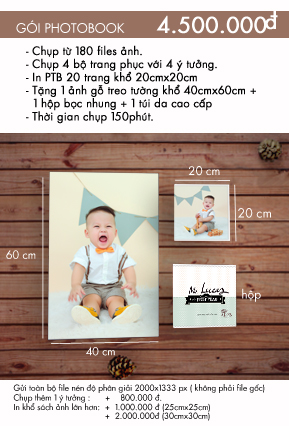 GÓI PHOTOBOOK 4.500.000đ
- Chụp từ 180 files ảnh.
- Chụp 4 bộ trang phục với 4 ý tưởng.
- In PTB 20 trang khổ 20cmx20cm
- Tặng 1 ảnh gỗ treo tường khổ 40cmx60cm +
1 hộp bọc nhung + 1 túi da cao cấp
- Thời gian chụp 150phút.
20 cm
20 cm
60 cm
hộp
40 cm
Gửi toàn bộ file nén độ phân giải 2000x1333 px ( không phải file gốc)
Chụp thêm 1 ý tưởng : + 800.000 đ.
In khổ sách ảnh lớn hơn: + 1.000.000 đ (25cmx25cm)
+ 2.000.000đ (30cmx30cm)